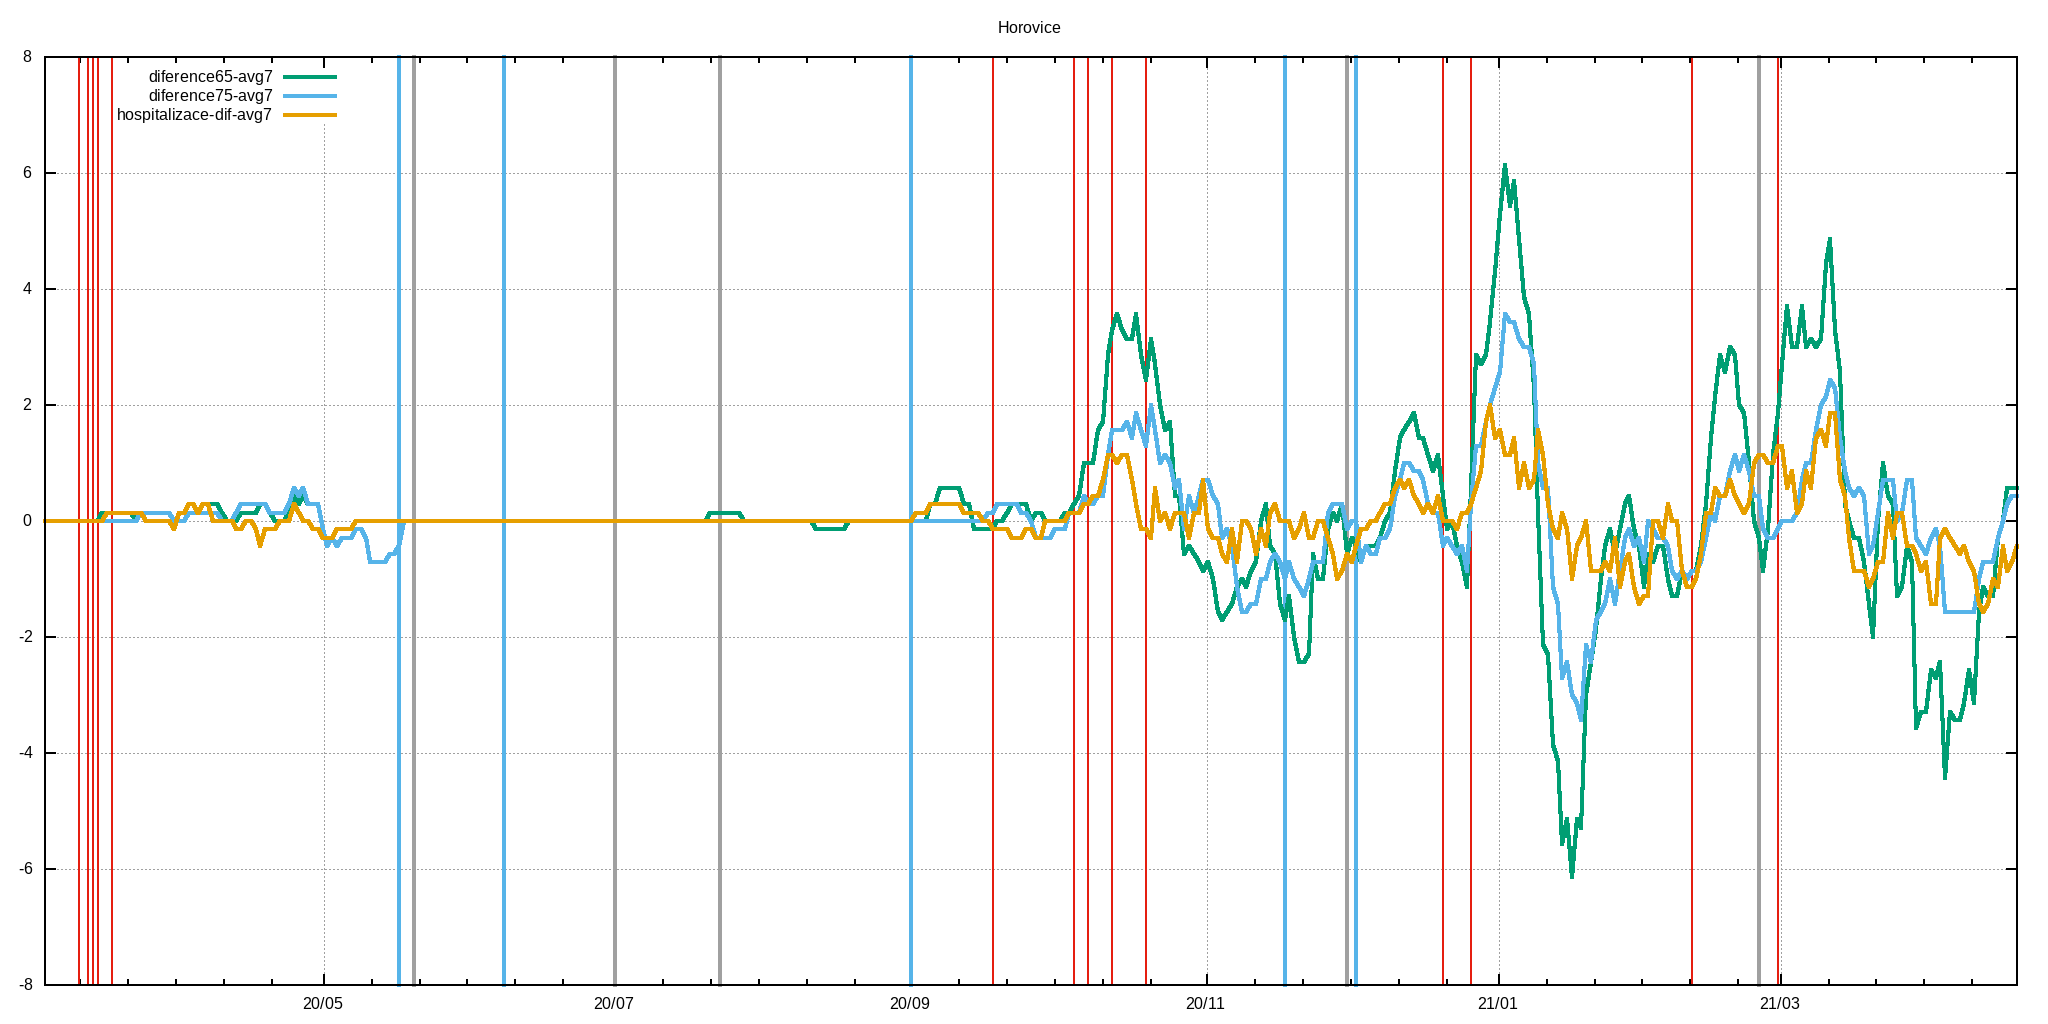 Horovice
8
diference65-avg7
diference75-avg7
hospitalizace-dif-avg7
6
4
2
0
-2
-4
-6
-8
20/05 20/07 20/09 20/11 21/01 21/03